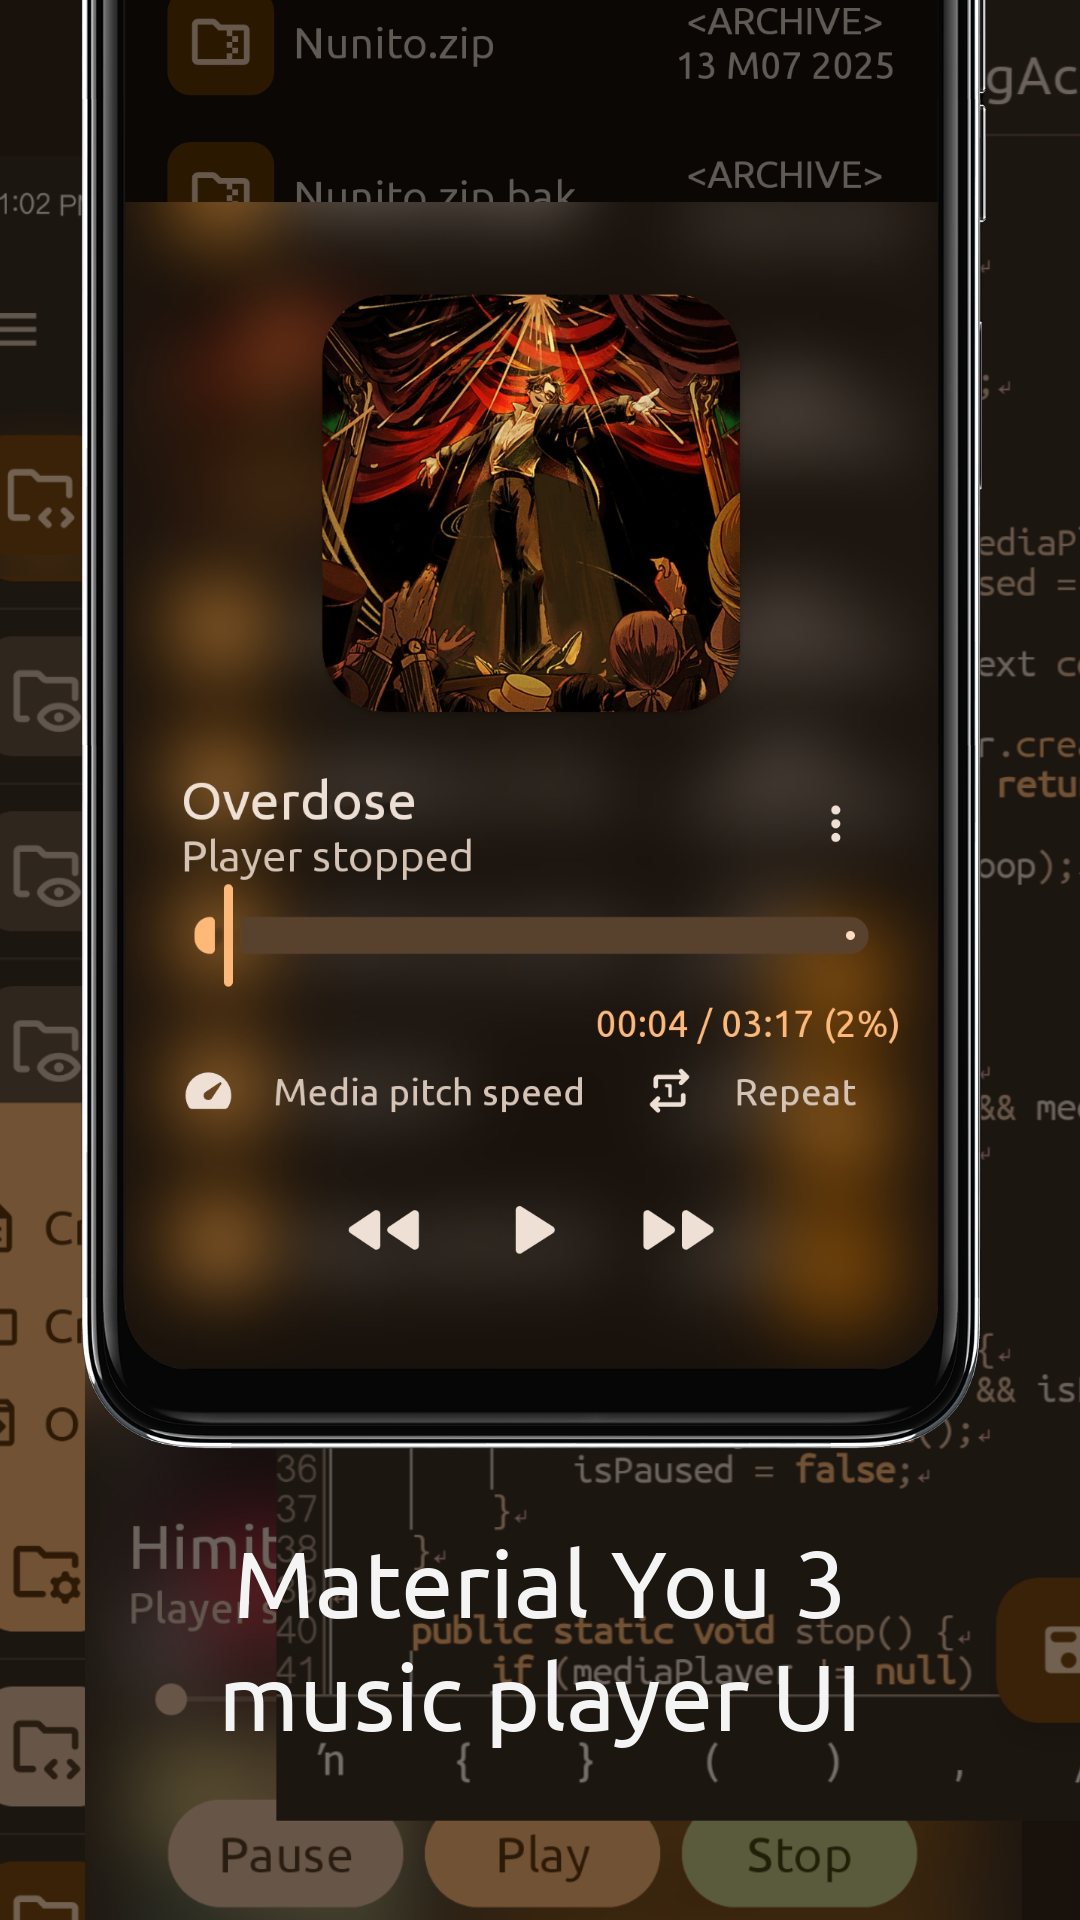 Nunito.zip
<ARCHIVE>
13 M07 2025
gAc
Nunito.zip.bak
<ARCHIVE>
1:02 P
;
ediaP
sed =
ext c
r.crea
retu
oop);
Overdose
Player stopped
00:04 / 03:17 (2%)
Media pitch speed
Repeat
&& me
Cr
Cr
O
{
&& is
();
36 isPaused = false;
37 }
38 }
Himit
Player s
Material You 3
40 public static void stop() {
41 if (mediaPlayer != null)
music player UI
'n { } ( ) ,
Pause Play Stop